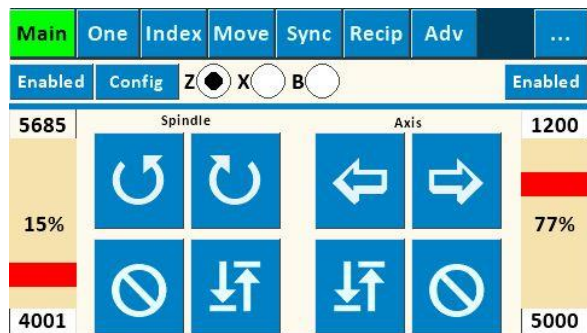 Main One Index Move Sync Recip Adv ...
Enabled Config Z X B Enabled
5685 Spindle Axis 1200
15% 77%
4001 5000